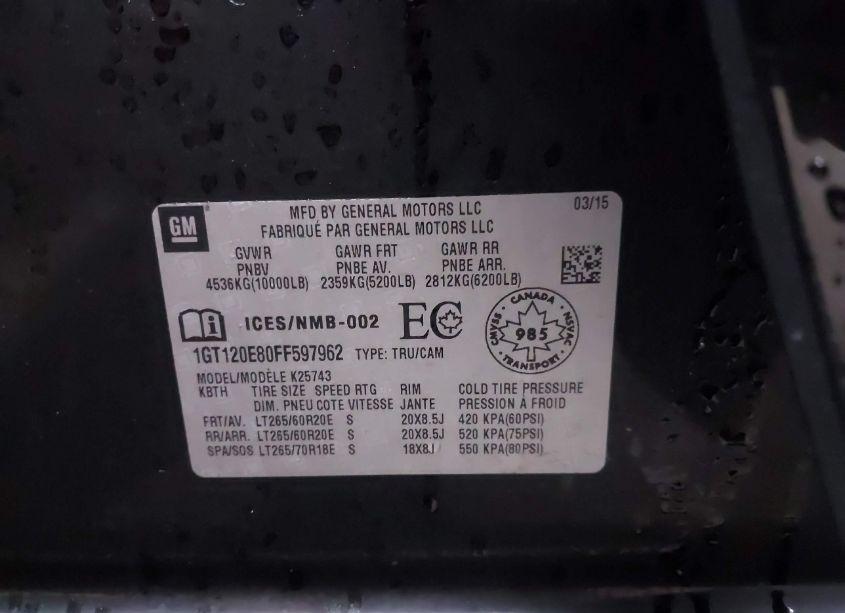 GM
MFD BY GENERAL MOTORS LLC 03/15
FABRIQUÉ PAR GENERAL MOTORS LLC
GVWR GAWR FRT GAWR RR
PNBV PNBE AV. PNBE ARR.
4536KG(10000LB) 2359KG(5200LB) 2812KG(6200LB)
ICES/NMB-002 EC
CANADA CMVSS 985 NSVAC TRANSPORT
1GT120E80FF597962 TYPE: TRU/CAM
MODEL/MODÈLE K25743
KBTH TIRE SIZE SPEED RTG RIM COLD TIRE PRESSURE
DIM. PNEU COTE VITESSE JANTE PRESSION À FROID
FRT/AV. LT265/60R20E S 20X8.5J 420 KPA(60PSI)
RR/ARR. LT265/60R20E S 20X8.5J 520 KPA(75PSI)
SPA/SOS LT265/70R18E S 18X8J 550 KPA(80PSI)